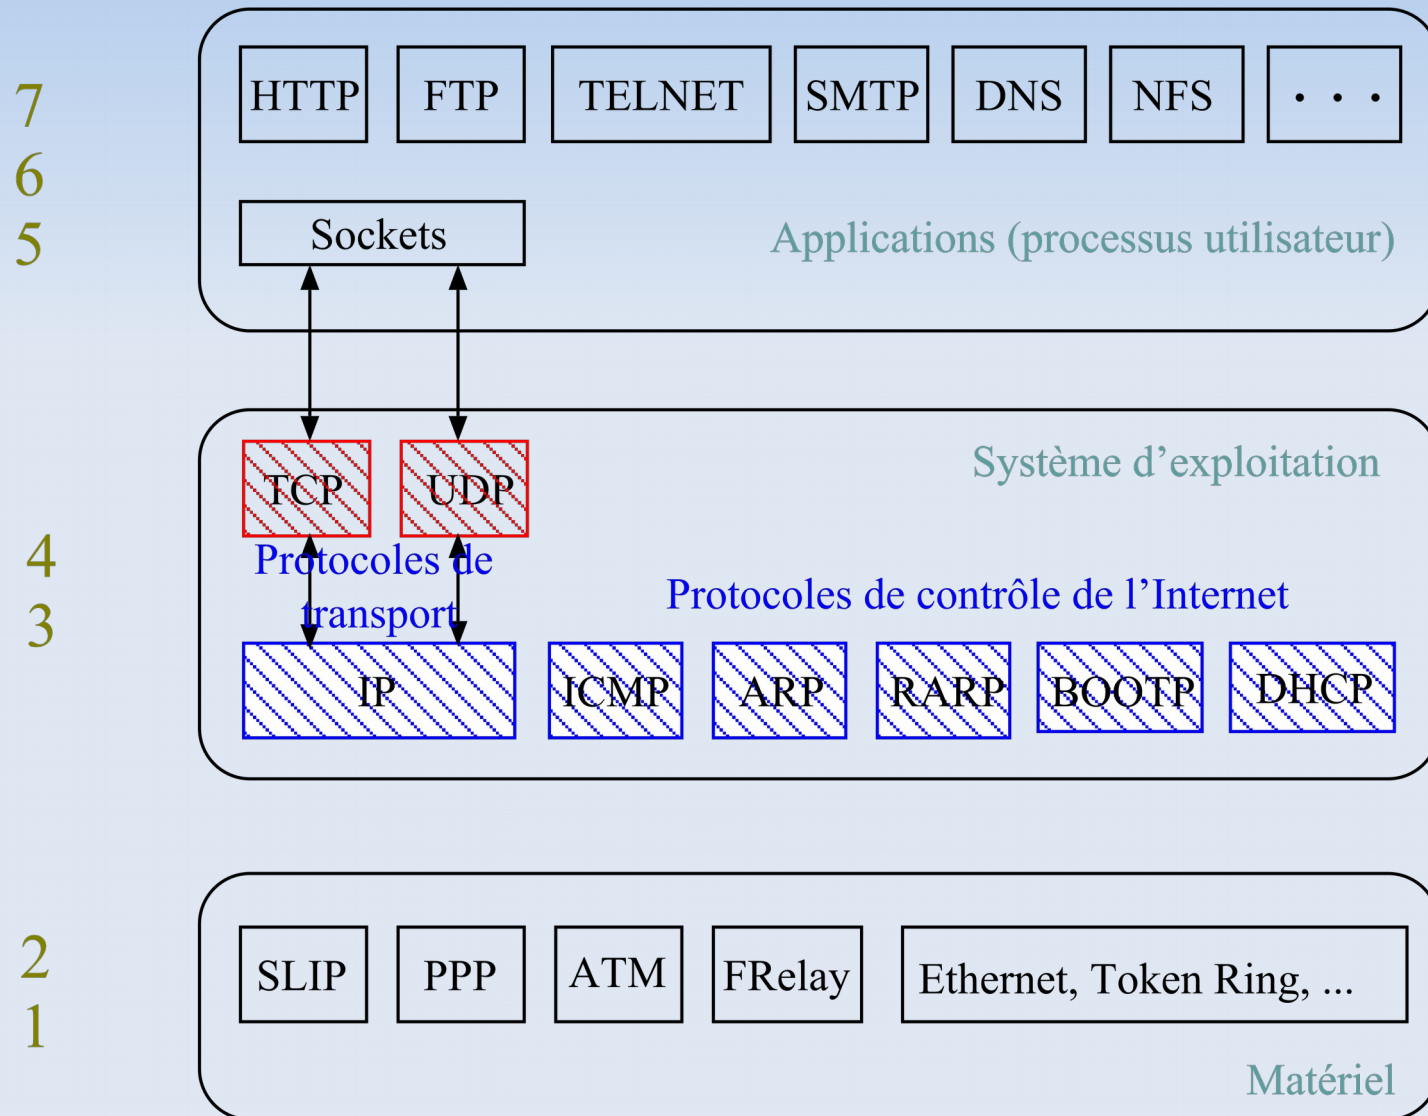 7
HTTP
FTP
TELNET
SMTP
DNS
NFS
. . .
6
5
Sockets
Applications (processus utilisateur)
Système d’exploitation
TCP
UDP
4
3
Protocoles de
transport
Protocoles de contrôle de l’Internet
IP
ICMP
ARP
RARP
BOOTP
DHCP
2
1
SLIP
PPP
ATM
FRelay
Ethernet, Token Ring, ...
Matériel